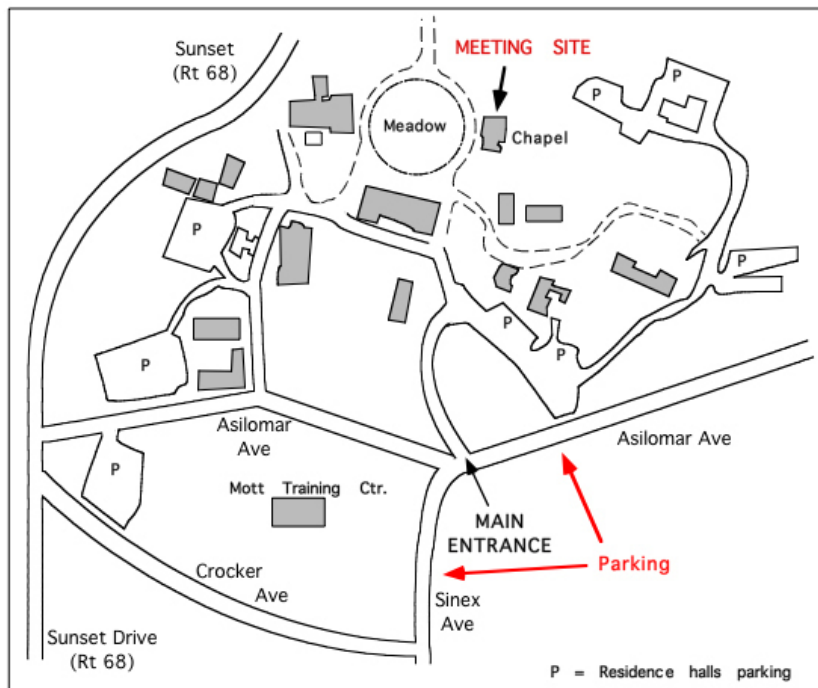 Sunset
(Rt 68)
MEETING SITE
P
P
Meadow
Chapel
P
P
P
P
P
Asilomar
Ave
Asilomar Ave
P
Mott Training Ctr.
MAIN
ENTRANCE
Parking
Crocker
Ave
Sinex
Ave
Sunset Drive
(Rt 68)
P = Residence halls parking